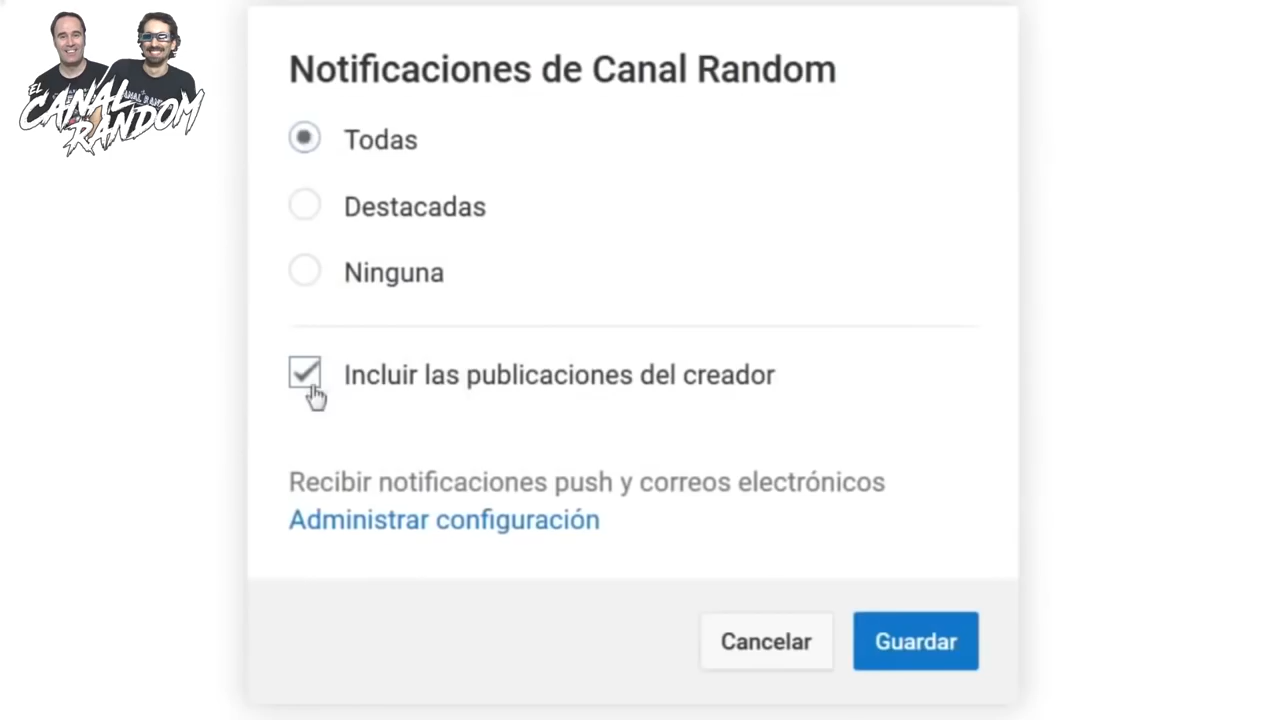 EL
CANAL
RANDOM
Notificaciones de Canal Random
Todas
Destacadas
Ninguna
Incluir las publicaciones del creador
Recibir notificaciones push y correos electrónicos
Administrar configuración
Cancelar
Guardar